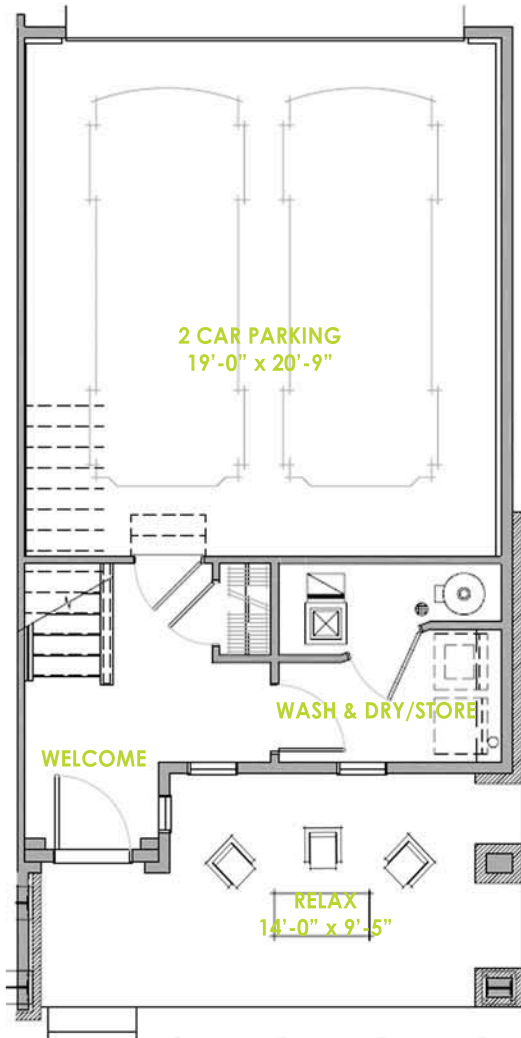 2 CAR PARKING
19'-0" x 20'-9"
WASH & DRY/STORE
WELCOME
RELAX
14'-0" x 9'-5"